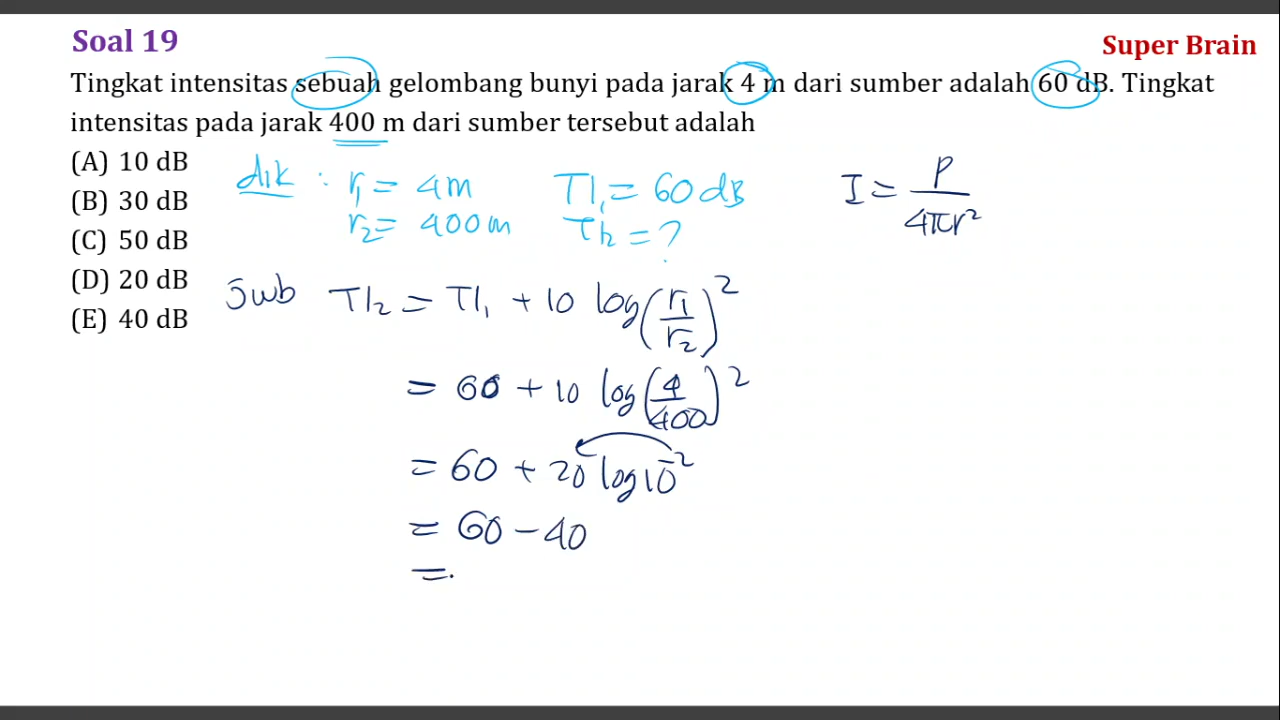 Soal 19
Super Brain
Tingkat intensitas sebuah gelombang bunyi pada jarak 4 m dari sumber adalah 60 dB. Tingkat
intensitas pada jarak 400 m dari sumber tersebut adalah
(A) 10 dB
(B) 30 dB
(C) 50 dB
(D) 20 dB
(E) 40 dB
dik : r₁ = 4m TI₁ = 60 dB
r₂ = 400 m TI₂ = ?
I = P / 4πr²
Jwb TI₂ = TI₁ + 10 log (r₁/r₂)²
= 60 + 10 log (4/400)²
= 60 + 20 log 10⁻²
= 60 - 40
=